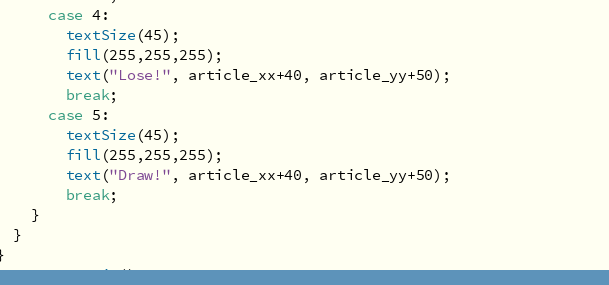 case 4:
textSize(45);
fill(255,255,255);
text("Lose!", article_xx+40, article_yy+50);
break;
case 5:
textSize(45);
fill(255,255,255);
text("Draw!", article_xx+40, article_yy+50);
break;
}
}
}